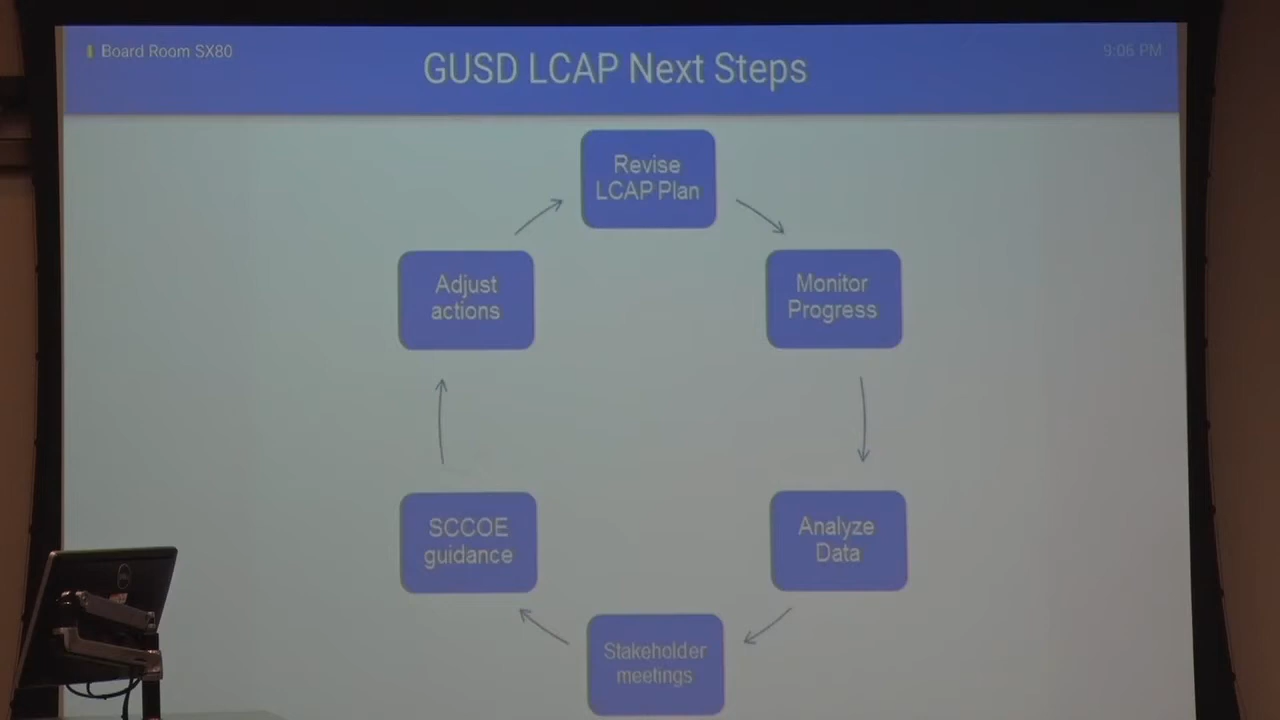 Board Room SX80
GUSD LCAP Next Steps
9:06 PM
Revise
LCAP Plan
Monitor
Progress
Analyze
Data
Stakeholder
meetings
SCCOE
guidance
Adjust
actions